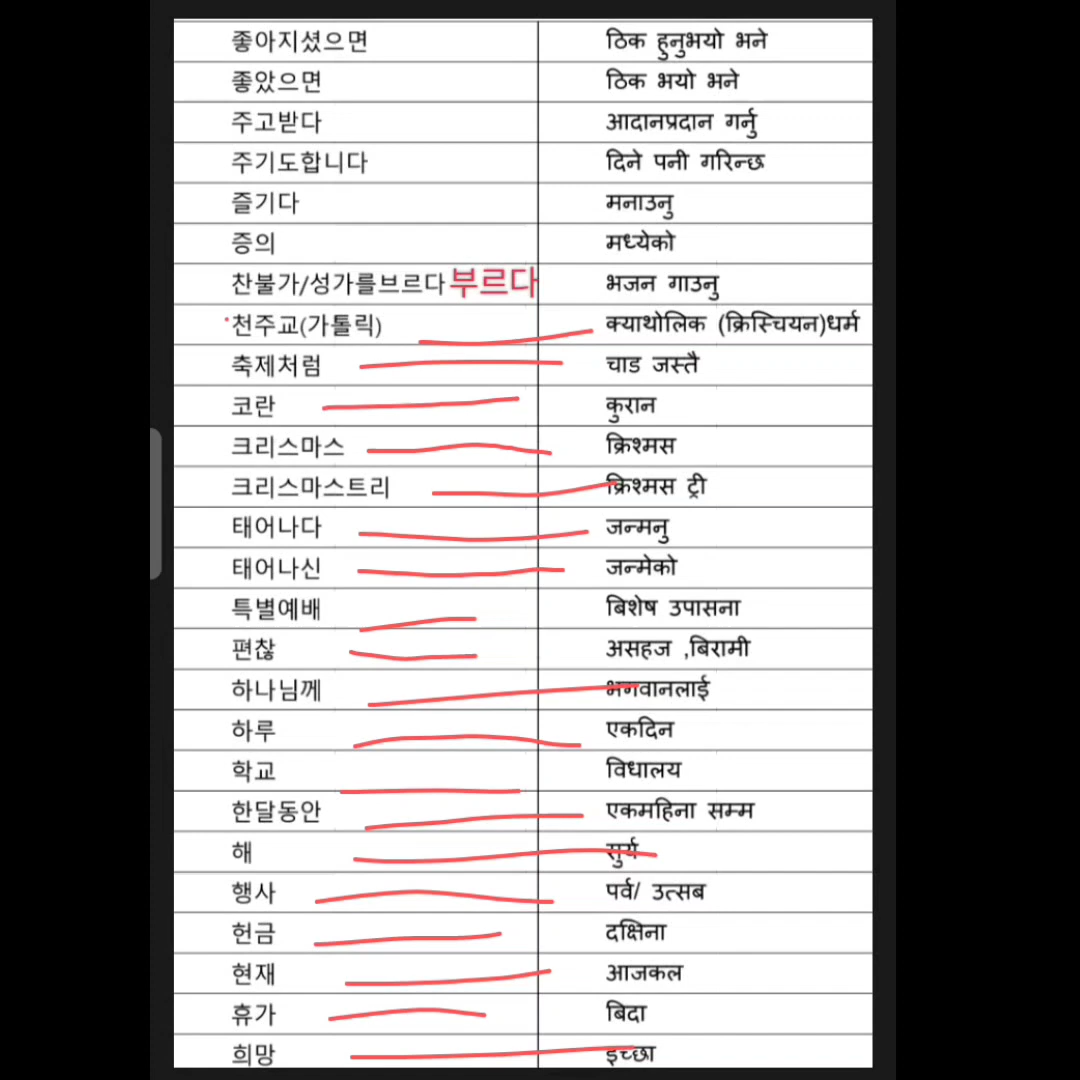 좋아지셨으면 ठिक हुनुभयो भने
좋았으면 ठिक भयो भने
주고받다 आदानप्रदान गर्नु
주기도합니다 दिने पनी गरिन्छ
즐기다 मनाउनु
증의 मध्येको
찬불가/성가를브르다 부르다 भजन गाउनु
천주교(가톨릭) क्याथोलिक (क्रिस्चियन)धर्म
축제처럼 चाड जस्तै
코란 कुरान
크리스마스 क्रिश्मस
크리스마스트리 क्रिश्मस ट्री
태어나다 जन्मनु
태어나신 जन्मेको
특별예배 बिशेष उपासना
편찮 असहज ,बिरामी
하나님께 भगवानलाई
하루 एकदिन
학교 विधालय
한달동안 एकमहिना सम्म
해 सुर्य
행사 पर्व/ उत्सब
헌금 दक्षिना
현재 आजकल
휴가 बिदा
희망 इच्छा